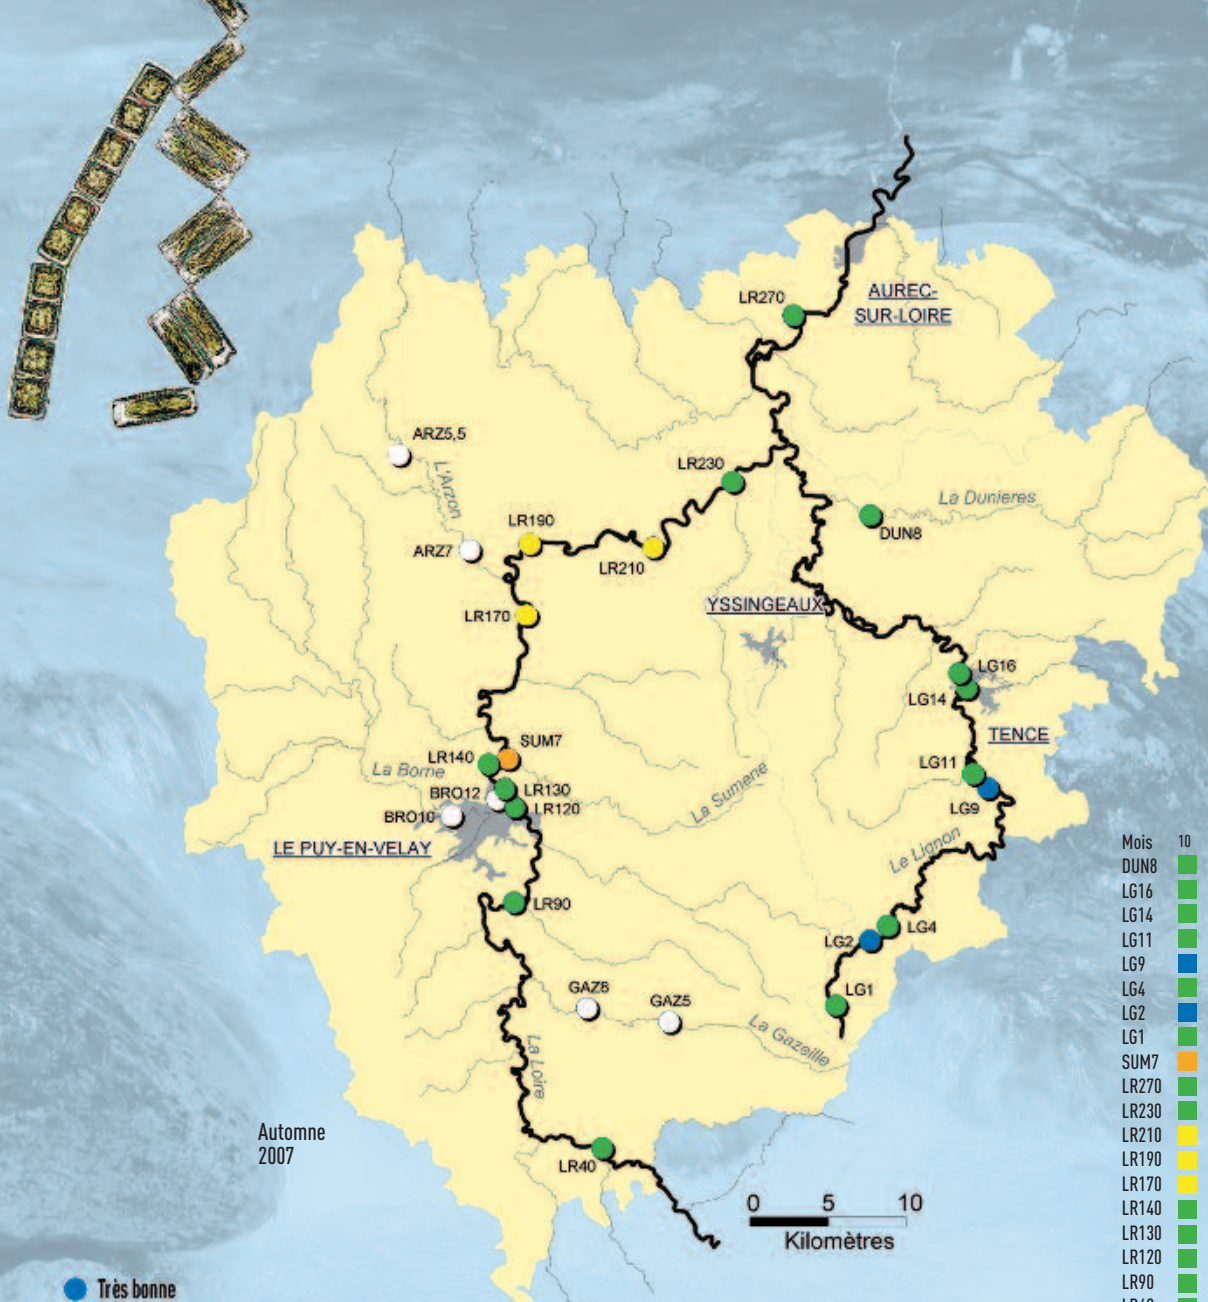 AUREC-
SUR-LOIRE
LR270
ARZ5,5
L'Arzon
LR230
La Dunieres
DUN8
LR190
ARZ7
LR210
LR170
YSSINGEAUX
LG16
LG14
TENCE
SUM7
LR140
La Borne
LG11
LR130
BRO12
LR120
BRO10
LG9
La Sumene
LE PUY-EN-VELAY
Le Lignon
LR90
LG4
LG2
GAZ8
GAZ5
LG1
La Gazeille
La Loire
LR40
0 5 10
Kilomètres
Automne
2007
Très bonne
Mois 10
DUN8
LG16
LG14
LG11
LG9
LG4
LG2
LG1
SUM7
LR270
LR230
LR210
LR190
LR170
LR140
LR130
LR120
LR90